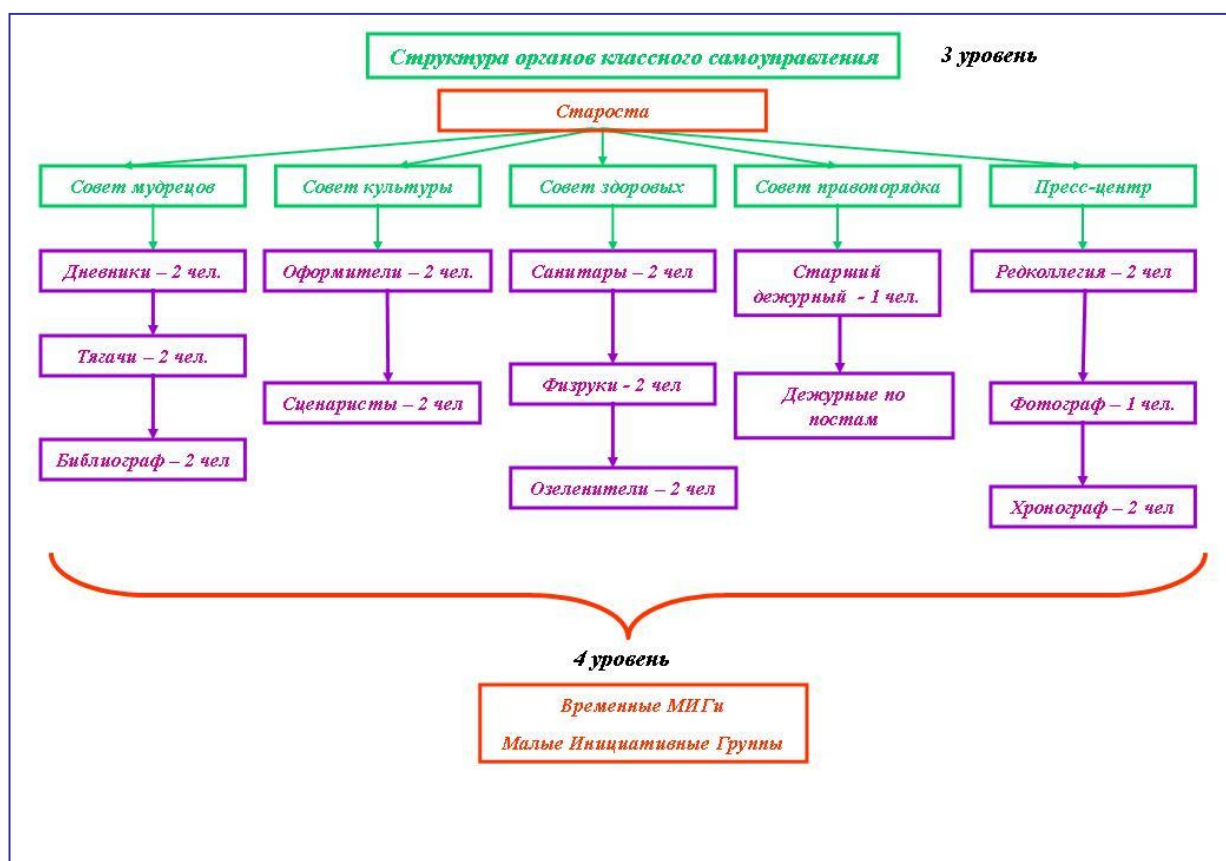 Структура органов классного самоуправления
3 уровень
Староста
Совет мудрецов
Совет культуры
Совет здоровых
Совет правопорядка
Пресс-центр
Дневники – 2 чел.
Оформители – 2 чел.
Санитары – 2 чел
Старший
дежурный - 1 чел.
Редколлегия – 2 чел
Тягачи – 2 чел.
Сценаристы – 2 чел
Физруки - 2 чел
Дежурные по
постам
Фотограф – 1 чел.
Библиограф – 2 чел
Озеленители – 2 чел
Хронограф – 2 чел
4 уровень
Временные МИГи
Малые Инициативные Группы